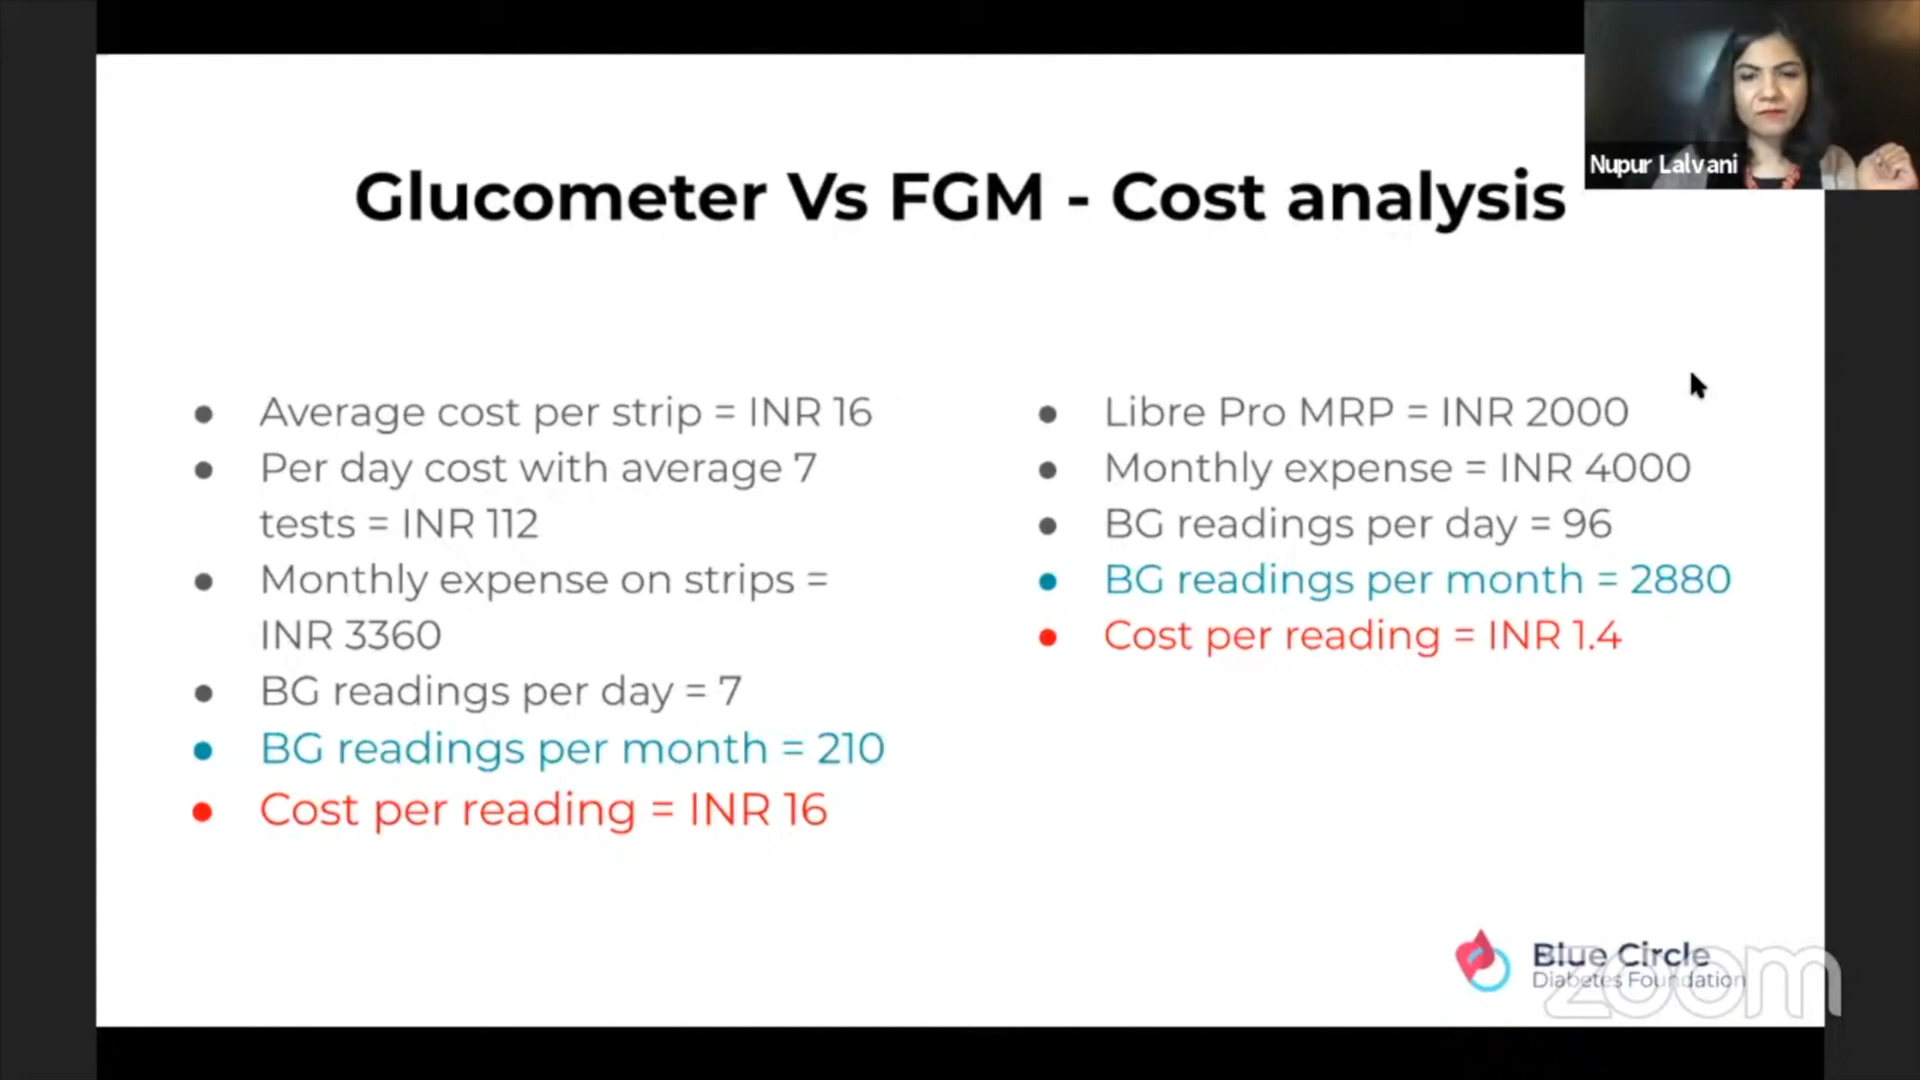 Nupur Lalvani
Glucometer Vs FGM - Cost analysis
• Average cost per strip = INR 16
• Per day cost with average 7
tests = INR 112
• Monthly expense on strips =
INR 3360
• BG readings per day = 7
• BG readings per month = 210
• Cost per reading = INR 16
• Libre Pro MRP = INR 2000
• Monthly expense = INR 4000
• BG readings per day = 96
• BG readings per month = 2880
• Cost per reading = INR 1.4
Blue Circle
Diabetes Foundation
zoom